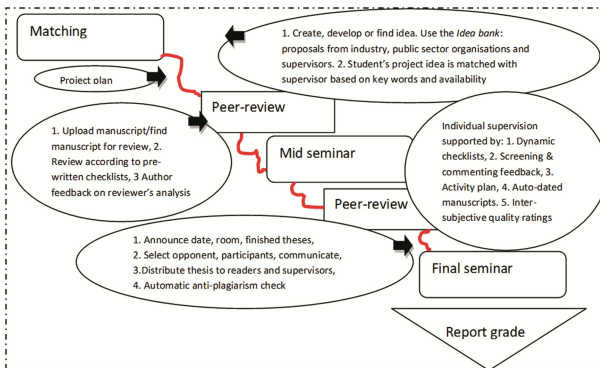 Matching
1. Create, develop or find idea. Use the Idea bank:
proposals from industry, public sector organisations and
supervisors. 2. Student's project idea is matched with
supervisor based on key words and availability
Project plan
Peer-review
1. Upload manuscript/find
manuscript for review, 2.
Review according to pre-
written checklists, 3 Author
feedback on reviewer's analysis
Mid seminar
Individual supervision
supported by: 1. Dynamic
checklists, 2. Screening &
commenting feedback, 3.
Activity plan, 4. Auto-dated
manuscripts. 5. Inter-
subjective quality ratings
Peer-review
1. Announce date, room, finished theses,
2. Select opponent, participants, communicate,
3.Distribute thesis to readers and supervisors,
4. Automatic anti-plagiarism check
Final seminar
Report grade